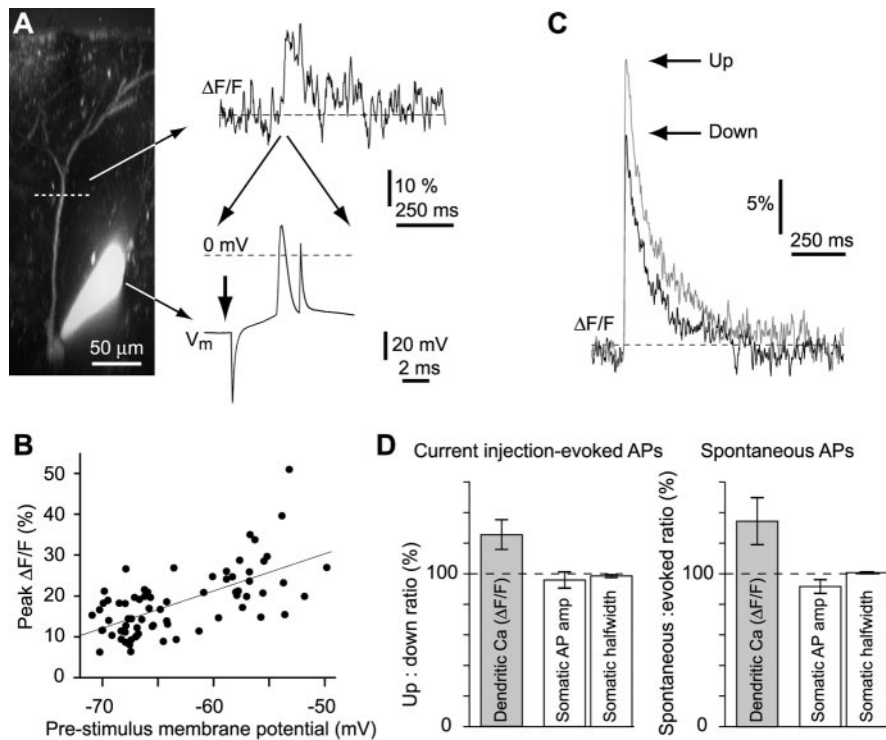 A
ΔF/F
10 %
250 ms
0 mV
Vm
20 mV
2 ms
50 µm
C
Up
Down
5%
250 ms
ΔF/F
B
Peak ΔF/F (%)
50
40
30
20
10
0
-70
-60
-50
Pre-stimulus membrane potential (mV)
D
Current injection-evoked APs
Up : down ratio (%)
100
0
Dendritic Ca (ΔF/F)
Somatic AP amp
Somatic halfwidth
Spontaneous APs
Spontaneous :evoked ratio (%)
100
0
Dendritic Ca (ΔF/F)
Somatic AP amp
Somatic halfwidth